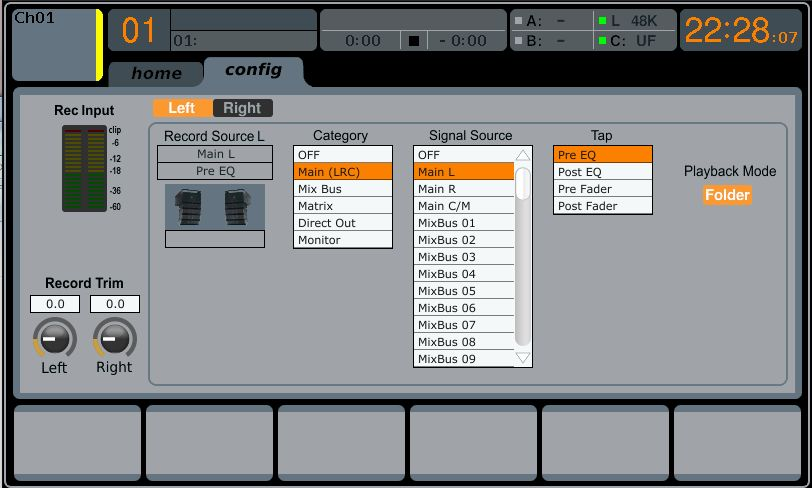 Ch01
01
01:
0:00
- 0:00
A: -
B: -
L 48K
C: UF
22:28:07
home
config
Rec Input
clip
-6
-12
-18
-36
-60
Left
Right
Record Source L
Main L
Pre EQ
Category
OFF
Main (LRC)
Mix Bus
Matrix
Direct Out
Monitor
Signal Source
OFF
Main L
Main R
Main C/M
MixBus 01
MixBus 02
MixBus 03
MixBus 04
MixBus 05
MixBus 06
MixBus 07
MixBus 08
MixBus 09
Tap
Pre EQ
Post EQ
Pre Fader
Post Fader
Playback Mode
Folder
Record Trim
0.0
0.0
Left
Right